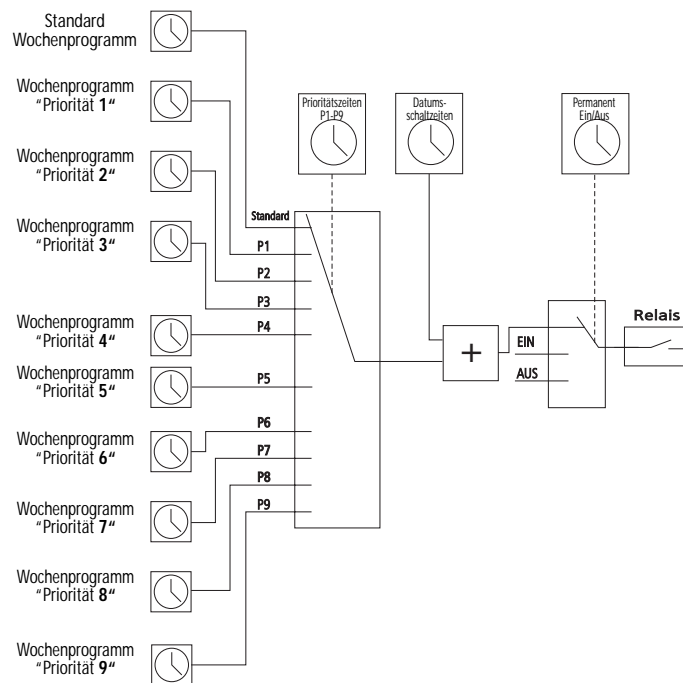 Standard
Wochenprogramm
Wochenprogramm
"Priorität 1"
Wochenprogramm
"Priorität 2"
Wochenprogramm
"Priorität 3"
Wochenprogramm
"Priorität 4"
Wochenprogramm
"Priorität 5"
Wochenprogramm
"Priorität 6"
Wochenprogramm
"Priorität 7"
Wochenprogramm
"Priorität 8"
Wochenprogramm
"Priorität 9"
Prioritätszeiten
P1-P9
Datums-
schaltzeiten
Permanent
Ein/Aus
Standard
P1
P2
P3
P4
P5
P6
P7
P8
P9
+
EIN
AUS
Relais